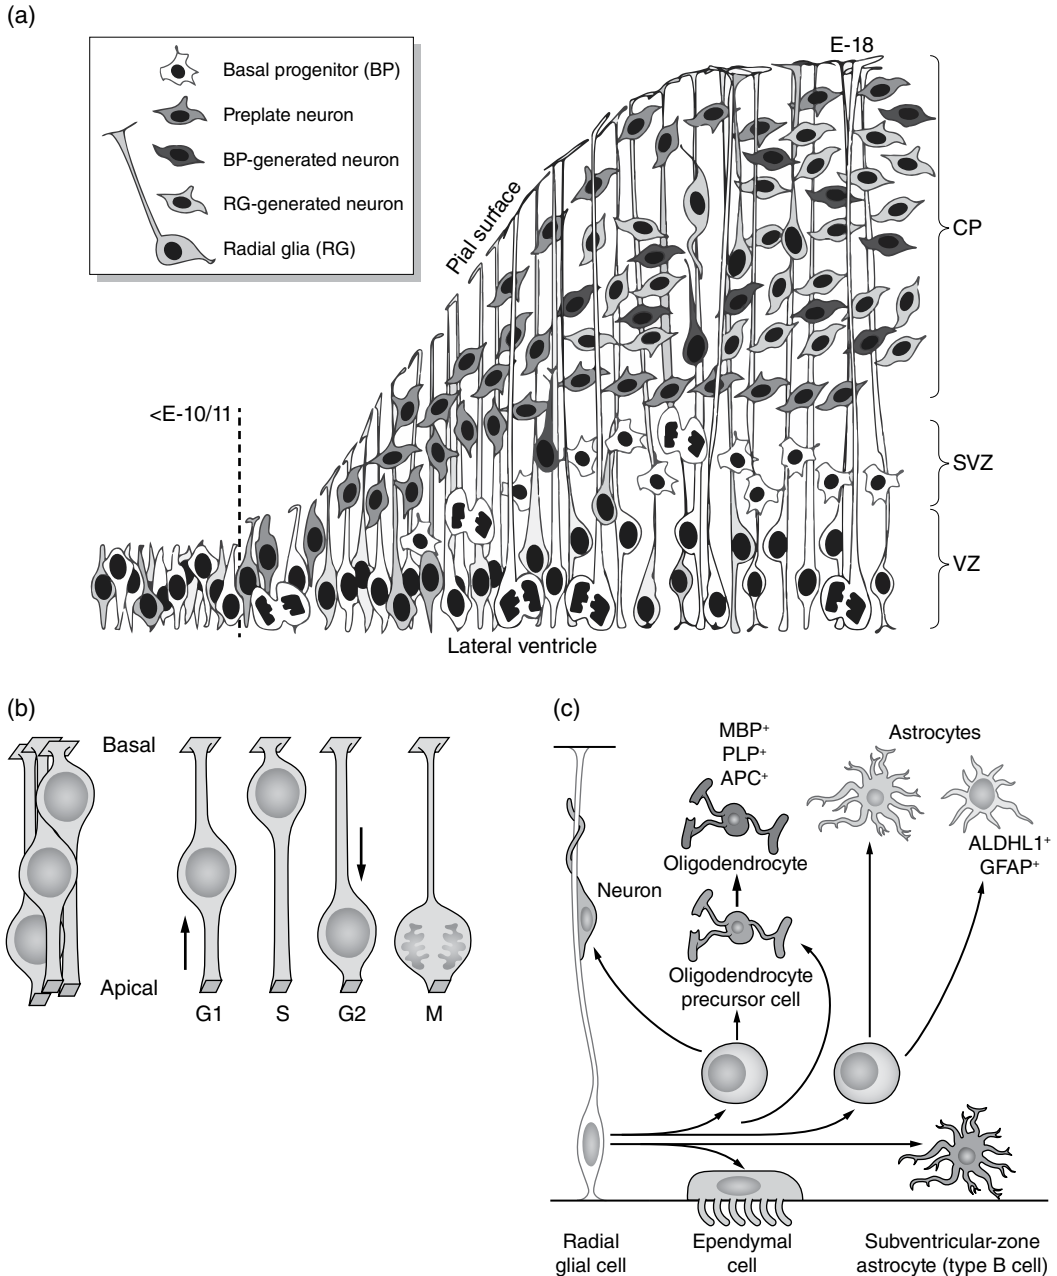 (a)
Basal progenitor (BP)
Preplate neuron
BP-generated neuron
RG-generated neuron
Radial glia (RG)
Pial surface
E-18
CP
<E-10/11
SVZ
VZ
Lateral ventricle
(b)
Basal
Apical
G1
S
G2
M
(c)
MBP+
PLP+
APC+
Astrocytes
Oligodendrocyte
ALDHL1+
GFAP+
Neuron
Oligodendrocyte
precursor cell
Radial
glial cell
Ependymal
cell
Subventricular-zone
astrocyte (type B cell)